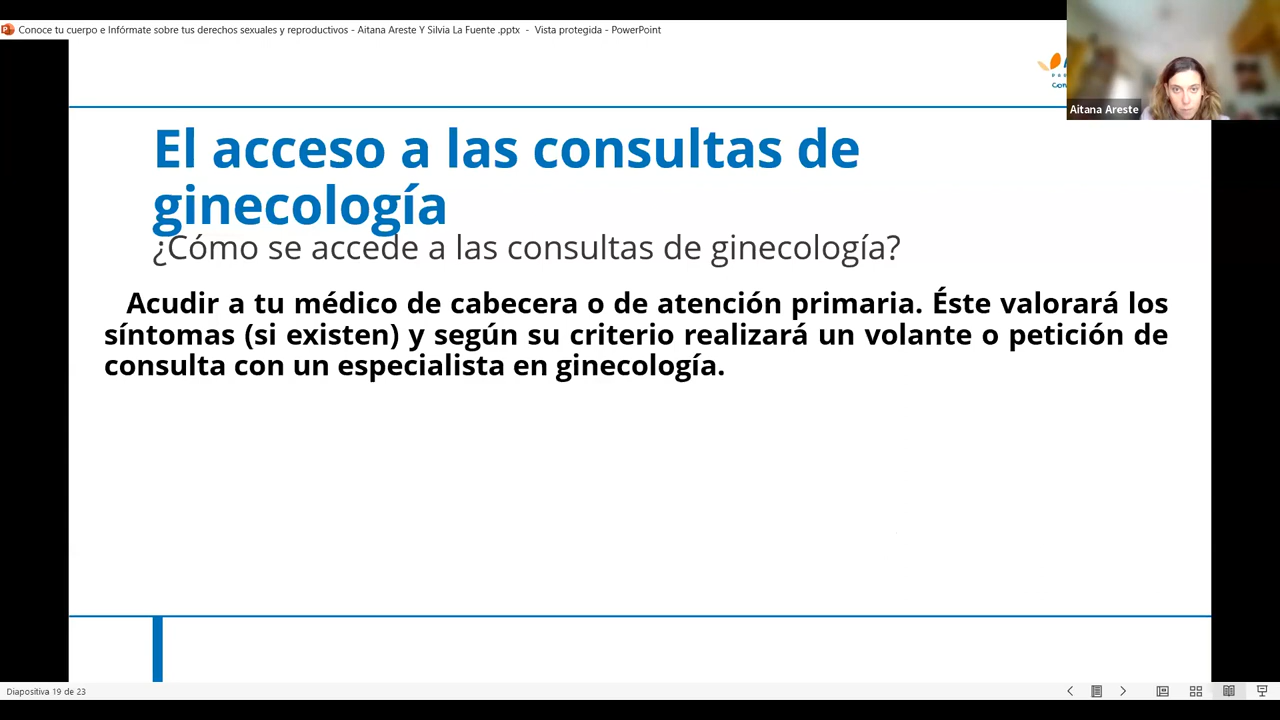 Conoce tu cuerpo e Infórmate sobre tus derechos sexuales y reproductivos - Aitana Areste Y Silvia La Fuente .pptx - Vista protegida - PowerPoint
Aitana Areste
El acceso a las consultas de
ginecología
¿Cómo se accede a las consultas de ginecología?
Acudir a tu médico de cabecera o de atención primaria. Éste valorará los
síntomas (si existen) y según su criterio realizará un volante o petición de
consulta con un especialista en ginecología.
Diapositiva 19 de 23